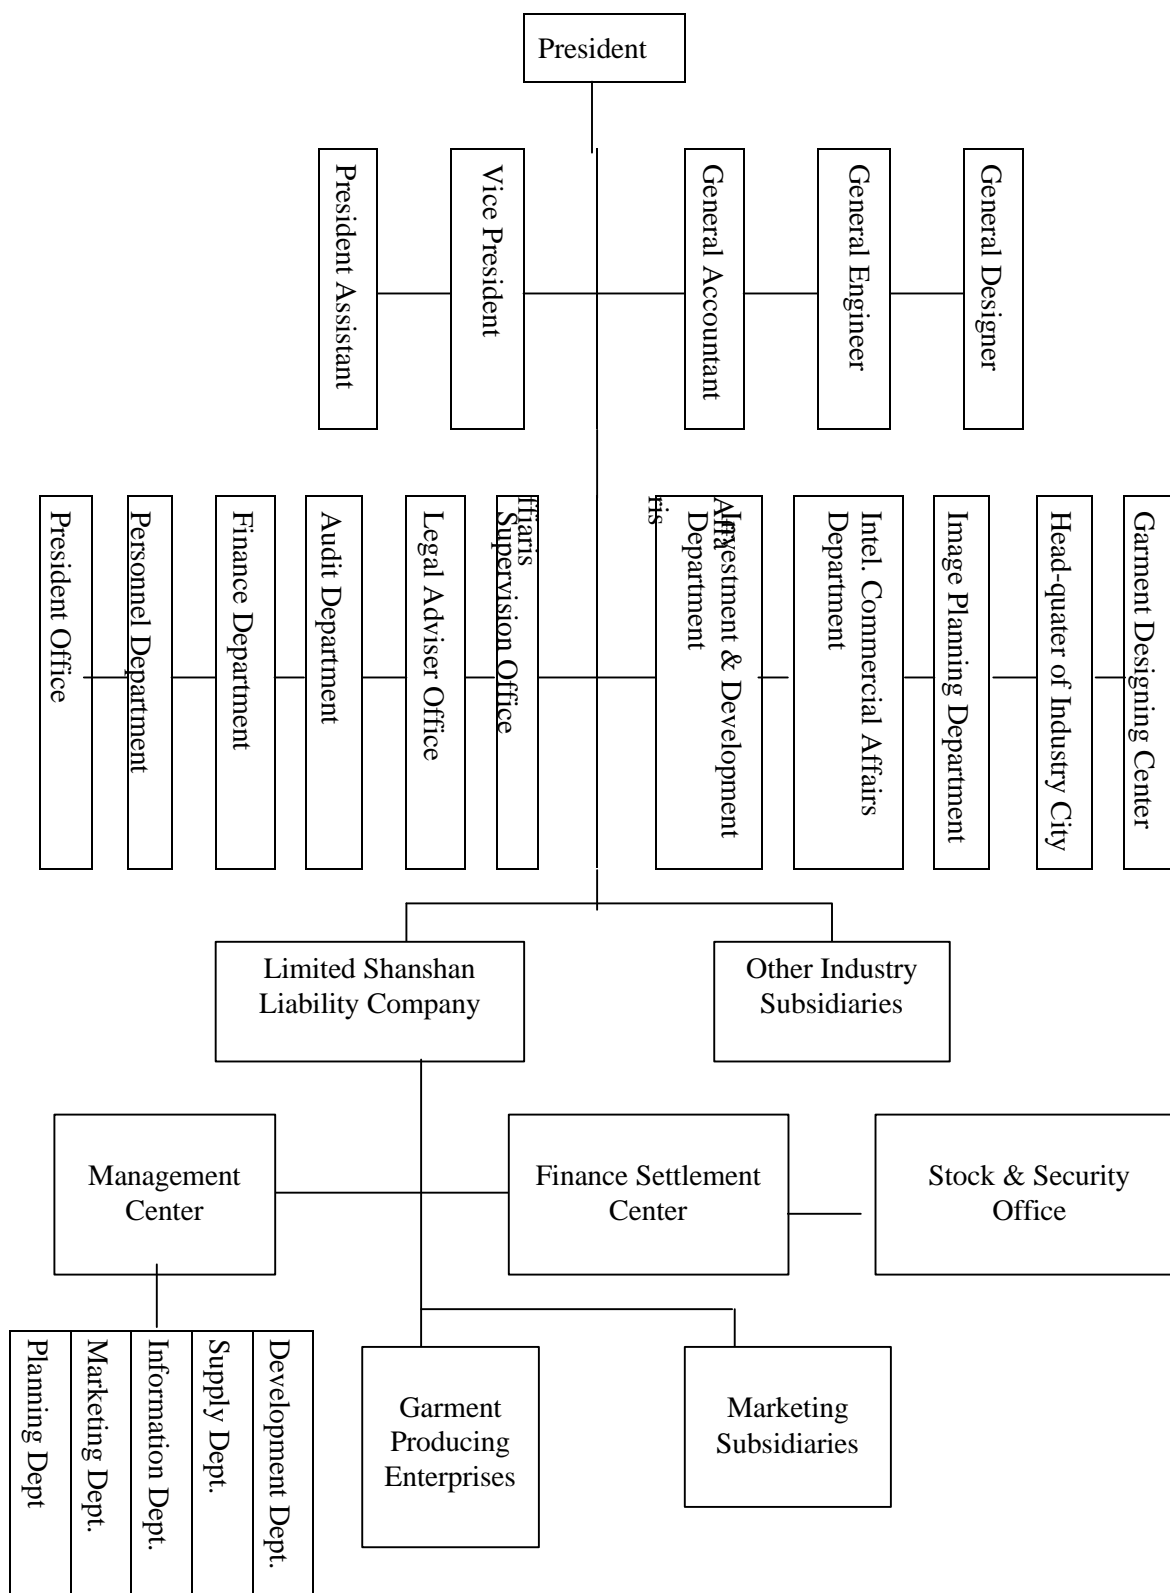 President
President Assistant
Vice President
General Accountant
General Engineer
General Designer
President Office
Personnel Department
Finance Department
Audit Department
Legal Adviser Office
ffiaris
Supervision Office
ris
Affa
Investment & Development
Department
Intel. Commercial Affairs
Department
Image Planning Department
Head-quater of Industry City
Garment Designing Center
Limited Shanshan
Liability Company
Other Industry
Subsidiaries
Management
Center
Finance Settlement
Center
Stock & Security
Office
Planning Dept
Marketing Dept.
Information Dept.
Supply Dept.
Development Dept.
Garment
Producing
Enterprises
Marketing
Subsidiaries